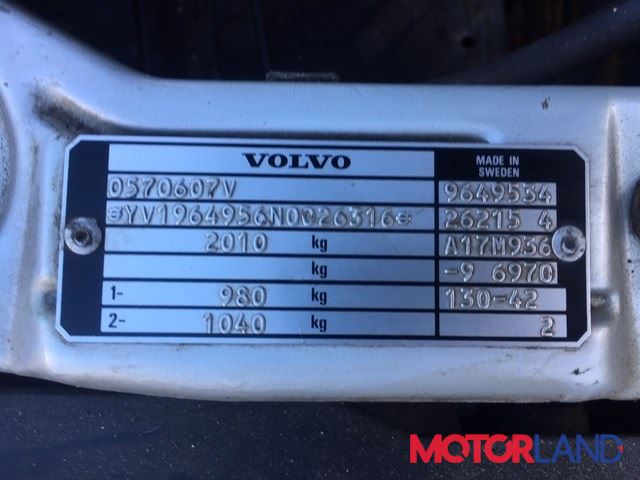 VOLVO
MADE IN
SWEDEN
0570607V
9649534
YV1964956N0026316
26215 4
2010 kg
A17M936
-9 6970
1- 980 kg
130-42
2- 1040 kg
2
MOTORLAND